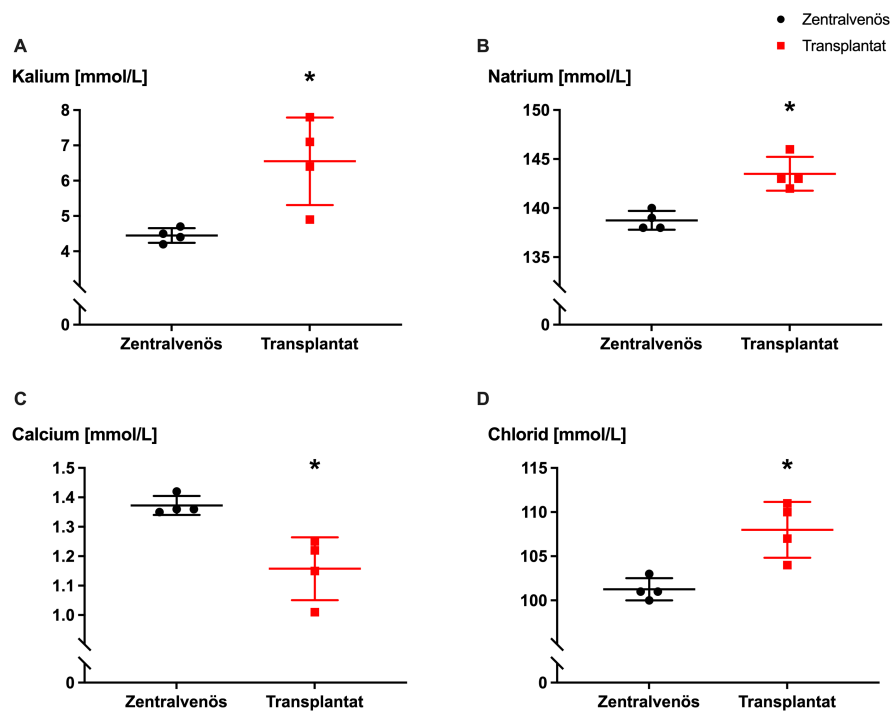 Zentralvenös
Transplantat
A
Kalium [mmol/L]
*
8
7
6
5
4
0
Zentralvenös Transplantat
B
Natrium [mmol/L]
*
150
145
140
135
0
Zentralvenös Transplantat
C
Calcium [mmol/L]
*
1.5
1.4
1.3
1.2
1.1
1.0
0
Zentralvenös Transplantat
D
Chlorid [mmol/L]
*
115
110
105
100
0
Zentralvenös Transplantat